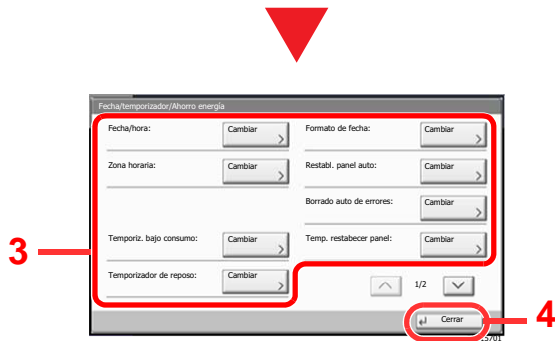 Fecha/temporizador/Ahorro energía
Fecha/hora: Cambiar Formato de fecha: Cambiar
Zona horaria: Cambiar Restabl. panel auto: Cambiar
Borrado auto de errores: Cambiar
3 Temporiz. bajo consumo: Cambiar Temp. restabecer panel: Cambiar
Temporizador de reposo: Cambiar 1/2
Cerrar 4